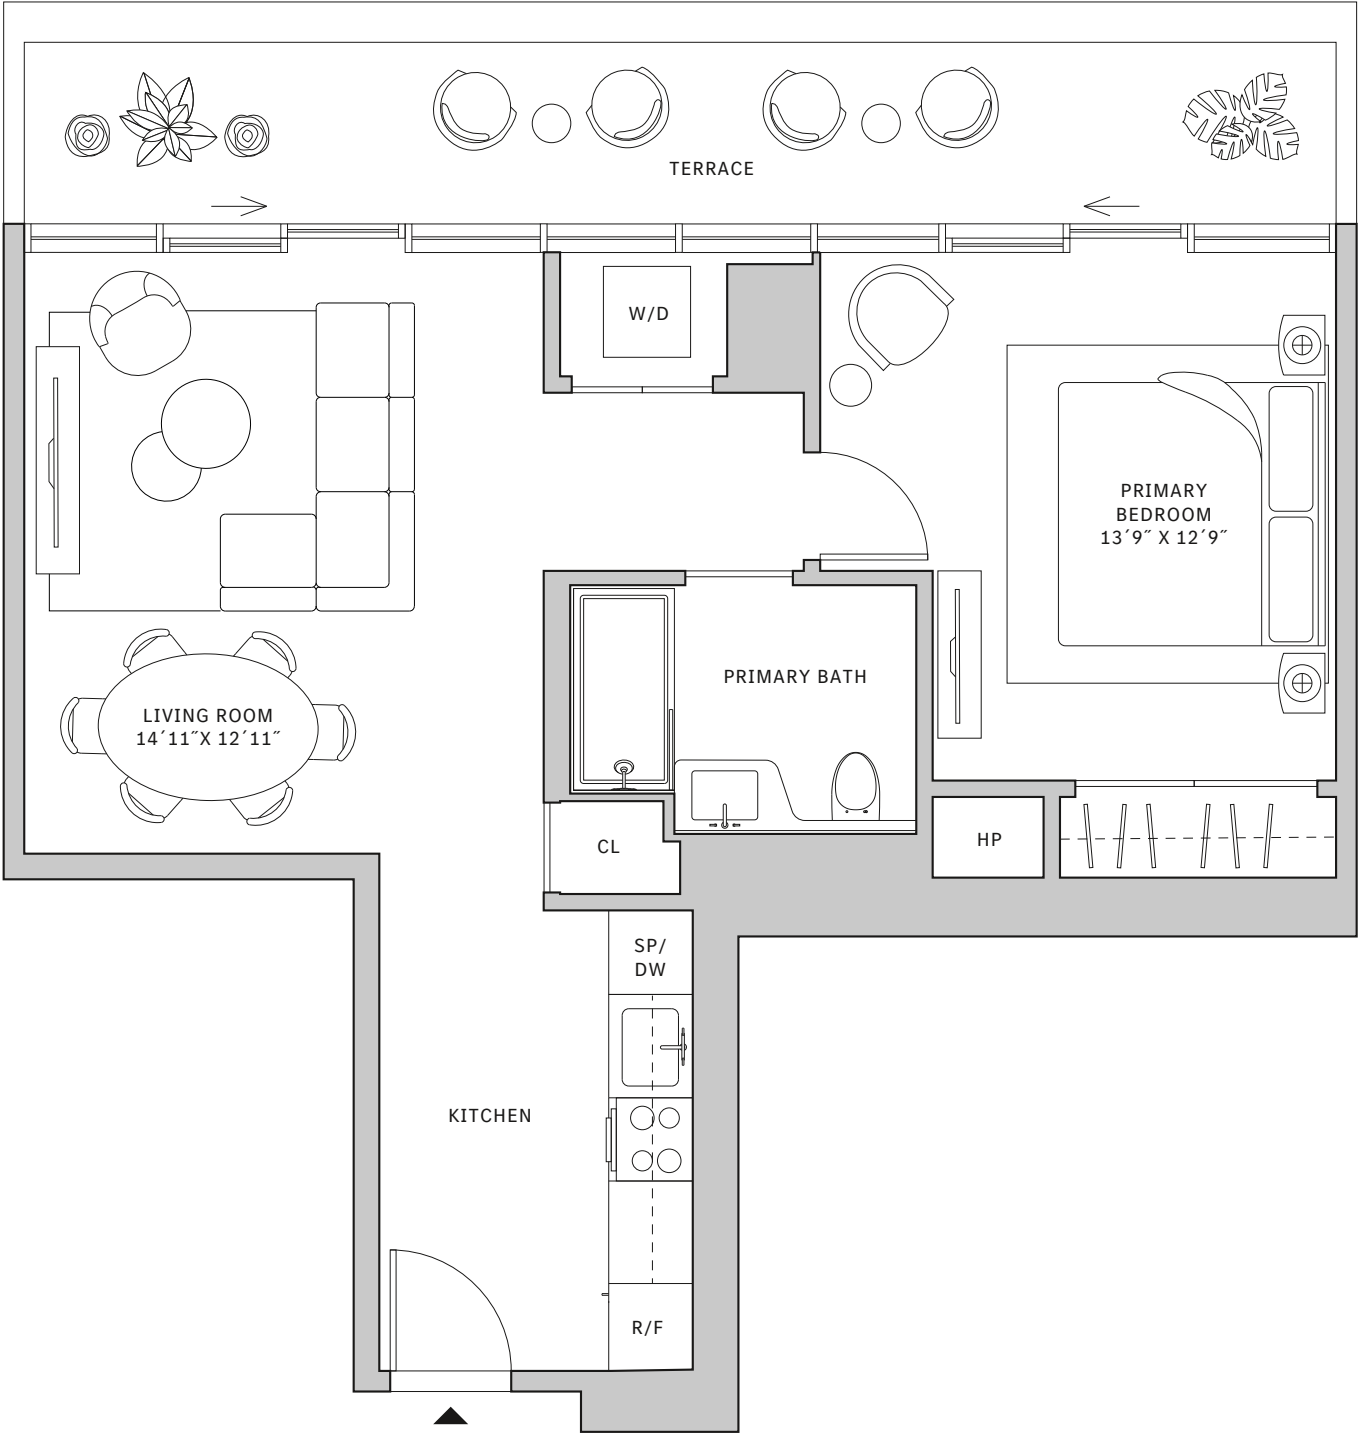 TERRACE
W/D
PRIMARY
BEDROOM
13´9˝ X 12´9˝
PRIMARY BATH
LIVING ROOM
14´11˝X 12´11˝
CL
HP
SP/
DW
KITCHEN
R/F